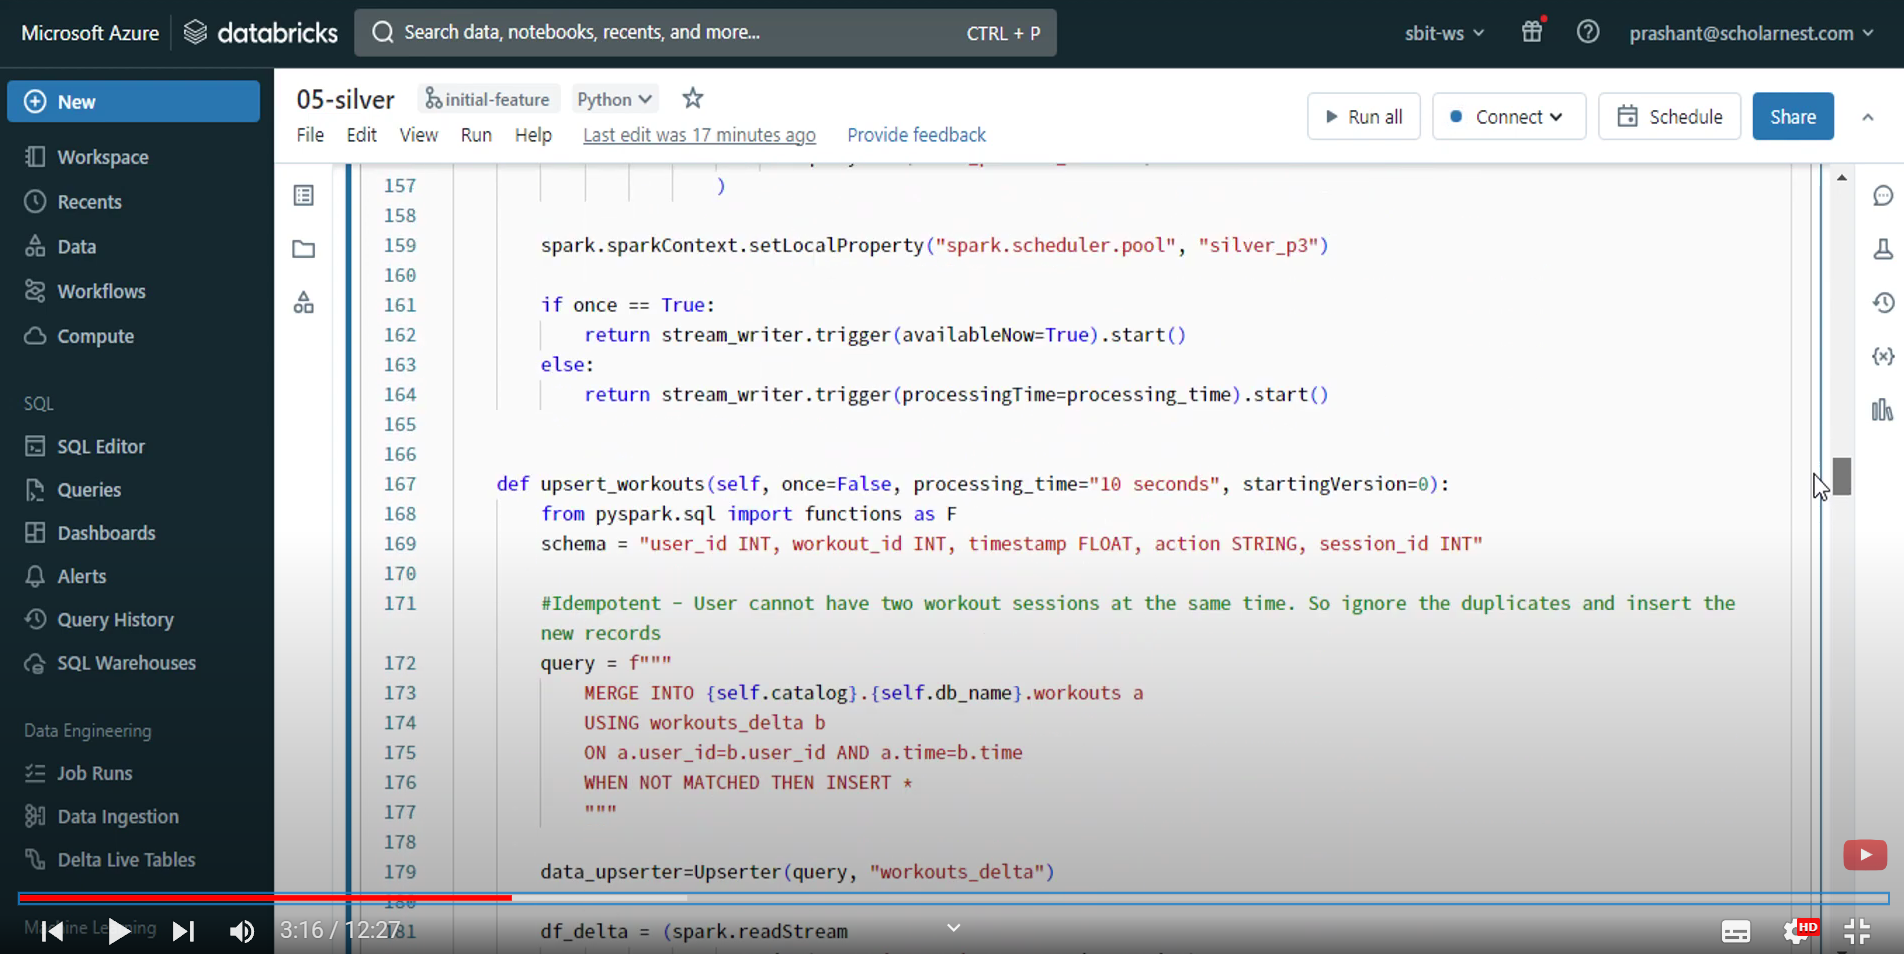 Microsoft Azure databricks Search data, notebooks, recents, and more... CTRL + P sbit-ws prashant@scholarnest.com
New
Workspace
Recents
Data
Workflows
Compute
SQL
SQL Editor
Queries
Dashboards
Alerts
Query History
SQL Warehouses
Data Engineering
Job Runs
Data Ingestion
Delta Live Tables
05-silver initial-feature Python
File Edit View Run Help Last edit was 17 minutes ago Provide feedback
Run all Connect Schedule Share
157 )
158
159 spark.sparkContext.setLocalProperty("spark.scheduler.pool", "silver_p3")
160
161 if once == True:
162 return stream_writer.trigger(availableNow=True).start()
163 else:
164 return stream_writer.trigger(processingTime=processing_time).start()
165
166
167 def upsert_workouts(self, once=False, processing_time="10 seconds", startingVersion=0):
168 from pyspark.sql import functions as F
169 schema = "user_id INT, workout_id INT, timestamp FLOAT, action STRING, session_id INT"
170
171 #Idempotent - User cannot have two workout sessions at the same time. So ignore the duplicates and insert the
new records
172 query = f"""
173 MERGE INTO {self.catalog}.{self.db_name}.workouts a
174 USING workouts_delta b
175 ON a.user_id=b.user_id AND a.time=b.time
176 WHEN NOT MATCHED THEN INSERT *
177 """
178
179 data_upserter=Upserter(query, "workouts_delta")
180
181 df_delta = (spark.readStream
Machine Learning
3:16 / 12:27
HD